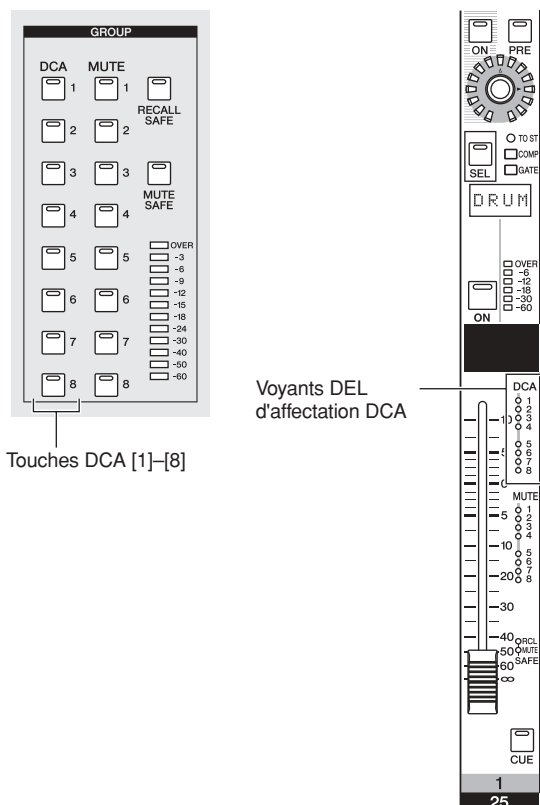 GROUP
DCA MUTE
1 1
RECALL
SAFE
2 2
3 3
MUTE
SAFE
4 4
5 5
6 6
7 7
8 8
OVER
-3
-6
-9
-12
-15
-18
-24
-30
-40
-50
-60
Touches DCA [1]–[8]
ON PRE
TO ST
COMP
GATE
SEL
DRUM
OVER
-6
-12
-18
-30
-60
ON
Voyants DEL
d'affectation DCA
DCA
1
2
3
4
5
6
7
8
MUTE
1
2
3
4
5
6
7
8
10
5
0
5
10
20
30
40
50
60
∞
RCL
MUTE
SAFE
CUE
1
25